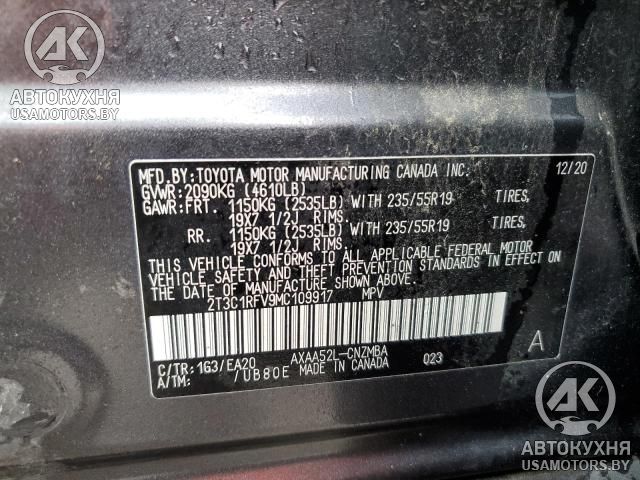 АК
АВТОКУХНЯ
USAMOTORS.BY
MFD.BY:TOYOTA MOTOR MANUFACTURING CANADA INC. 12/20
GVWR:2090KG (4610LB)
GAWR:FRT. 1150KG (2535LB) WITH 235/55R19 TIRES,
19X7 1/2J RIMS.
RR. 1150KG (2535LB) WITH 235/55R19 TIRES,
19X7 1/2J RIMS.
THIS VEHICLE CONFORMS TO ALL APPLICABLE FEDERAL MOTOR
VEHICLE SAFETY AND THEFT PREVENTION STANDARDS IN EFFECT ON
THE DATE OF MANUFACTURE SHOWN ABOVE.
2T3C1RFV9MC109917 MPV
C/TR:1G3/EA20 AXAA52L-CNZMBA 023 A
A/TM: /UB80E MADE IN CANADA
АК
АВТОКУХНЯ
USAMOTORS.BY